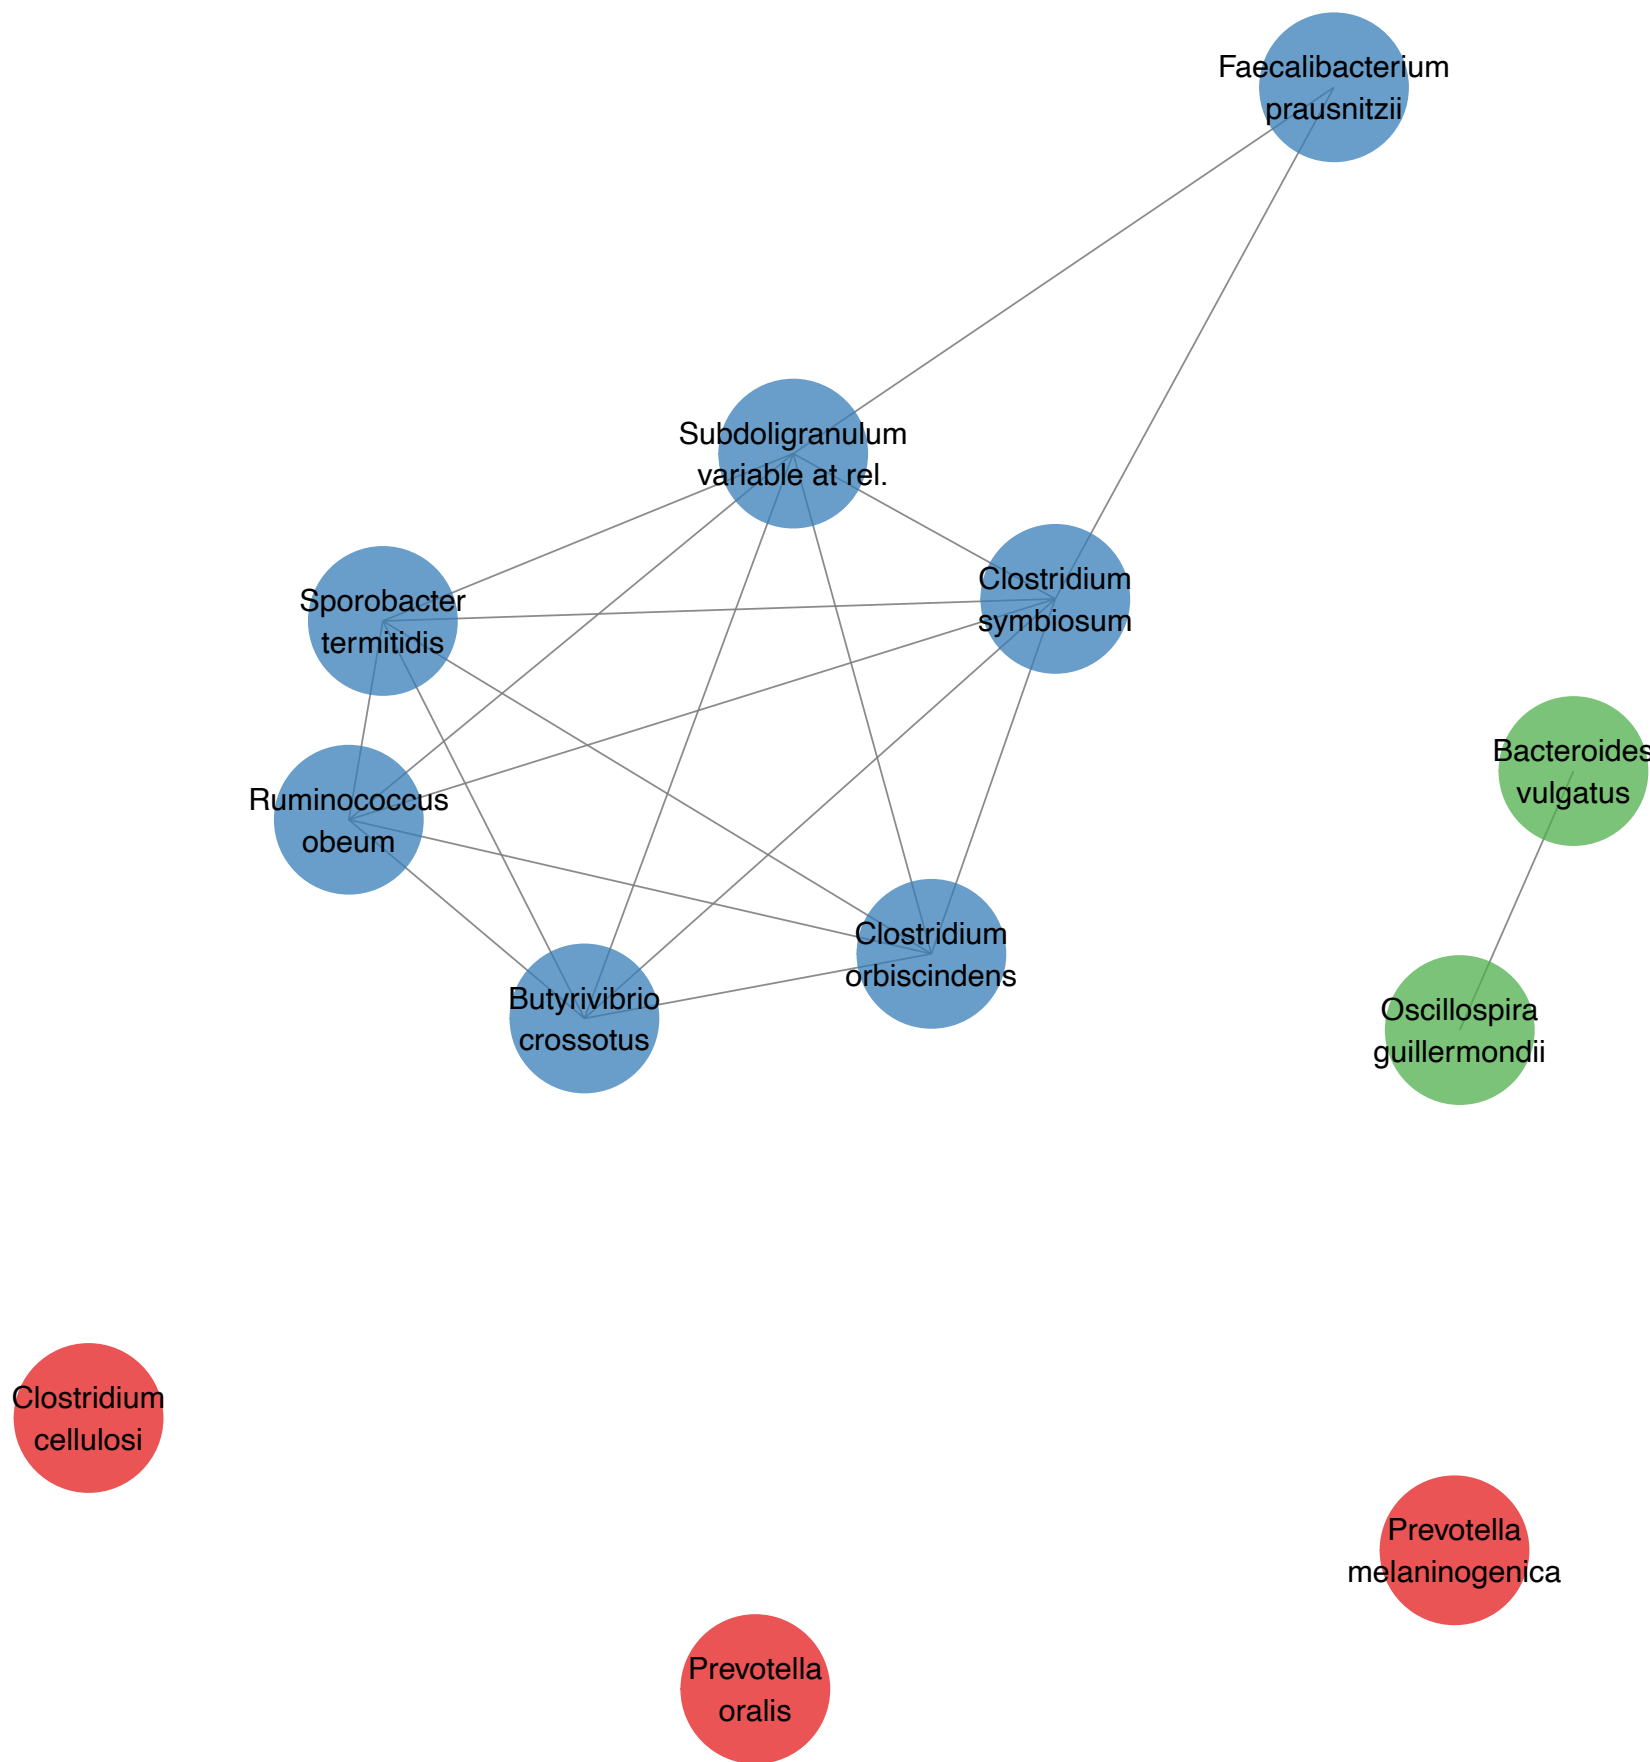 Faecalibacterium
prausnitzii
Subdoligranulum
variable at rel.
Clostridium
symbiosum
Sporobacter
termitidis
Bacteroides
vulgatus
Ruminococcus
obeum
Clostridium
orbiscindens
Butyrivibrio
crossotus
Oscillospira
guillermondii
Clostridium
cellulosi
Prevotella
melaninogenica
Prevotella
oralis